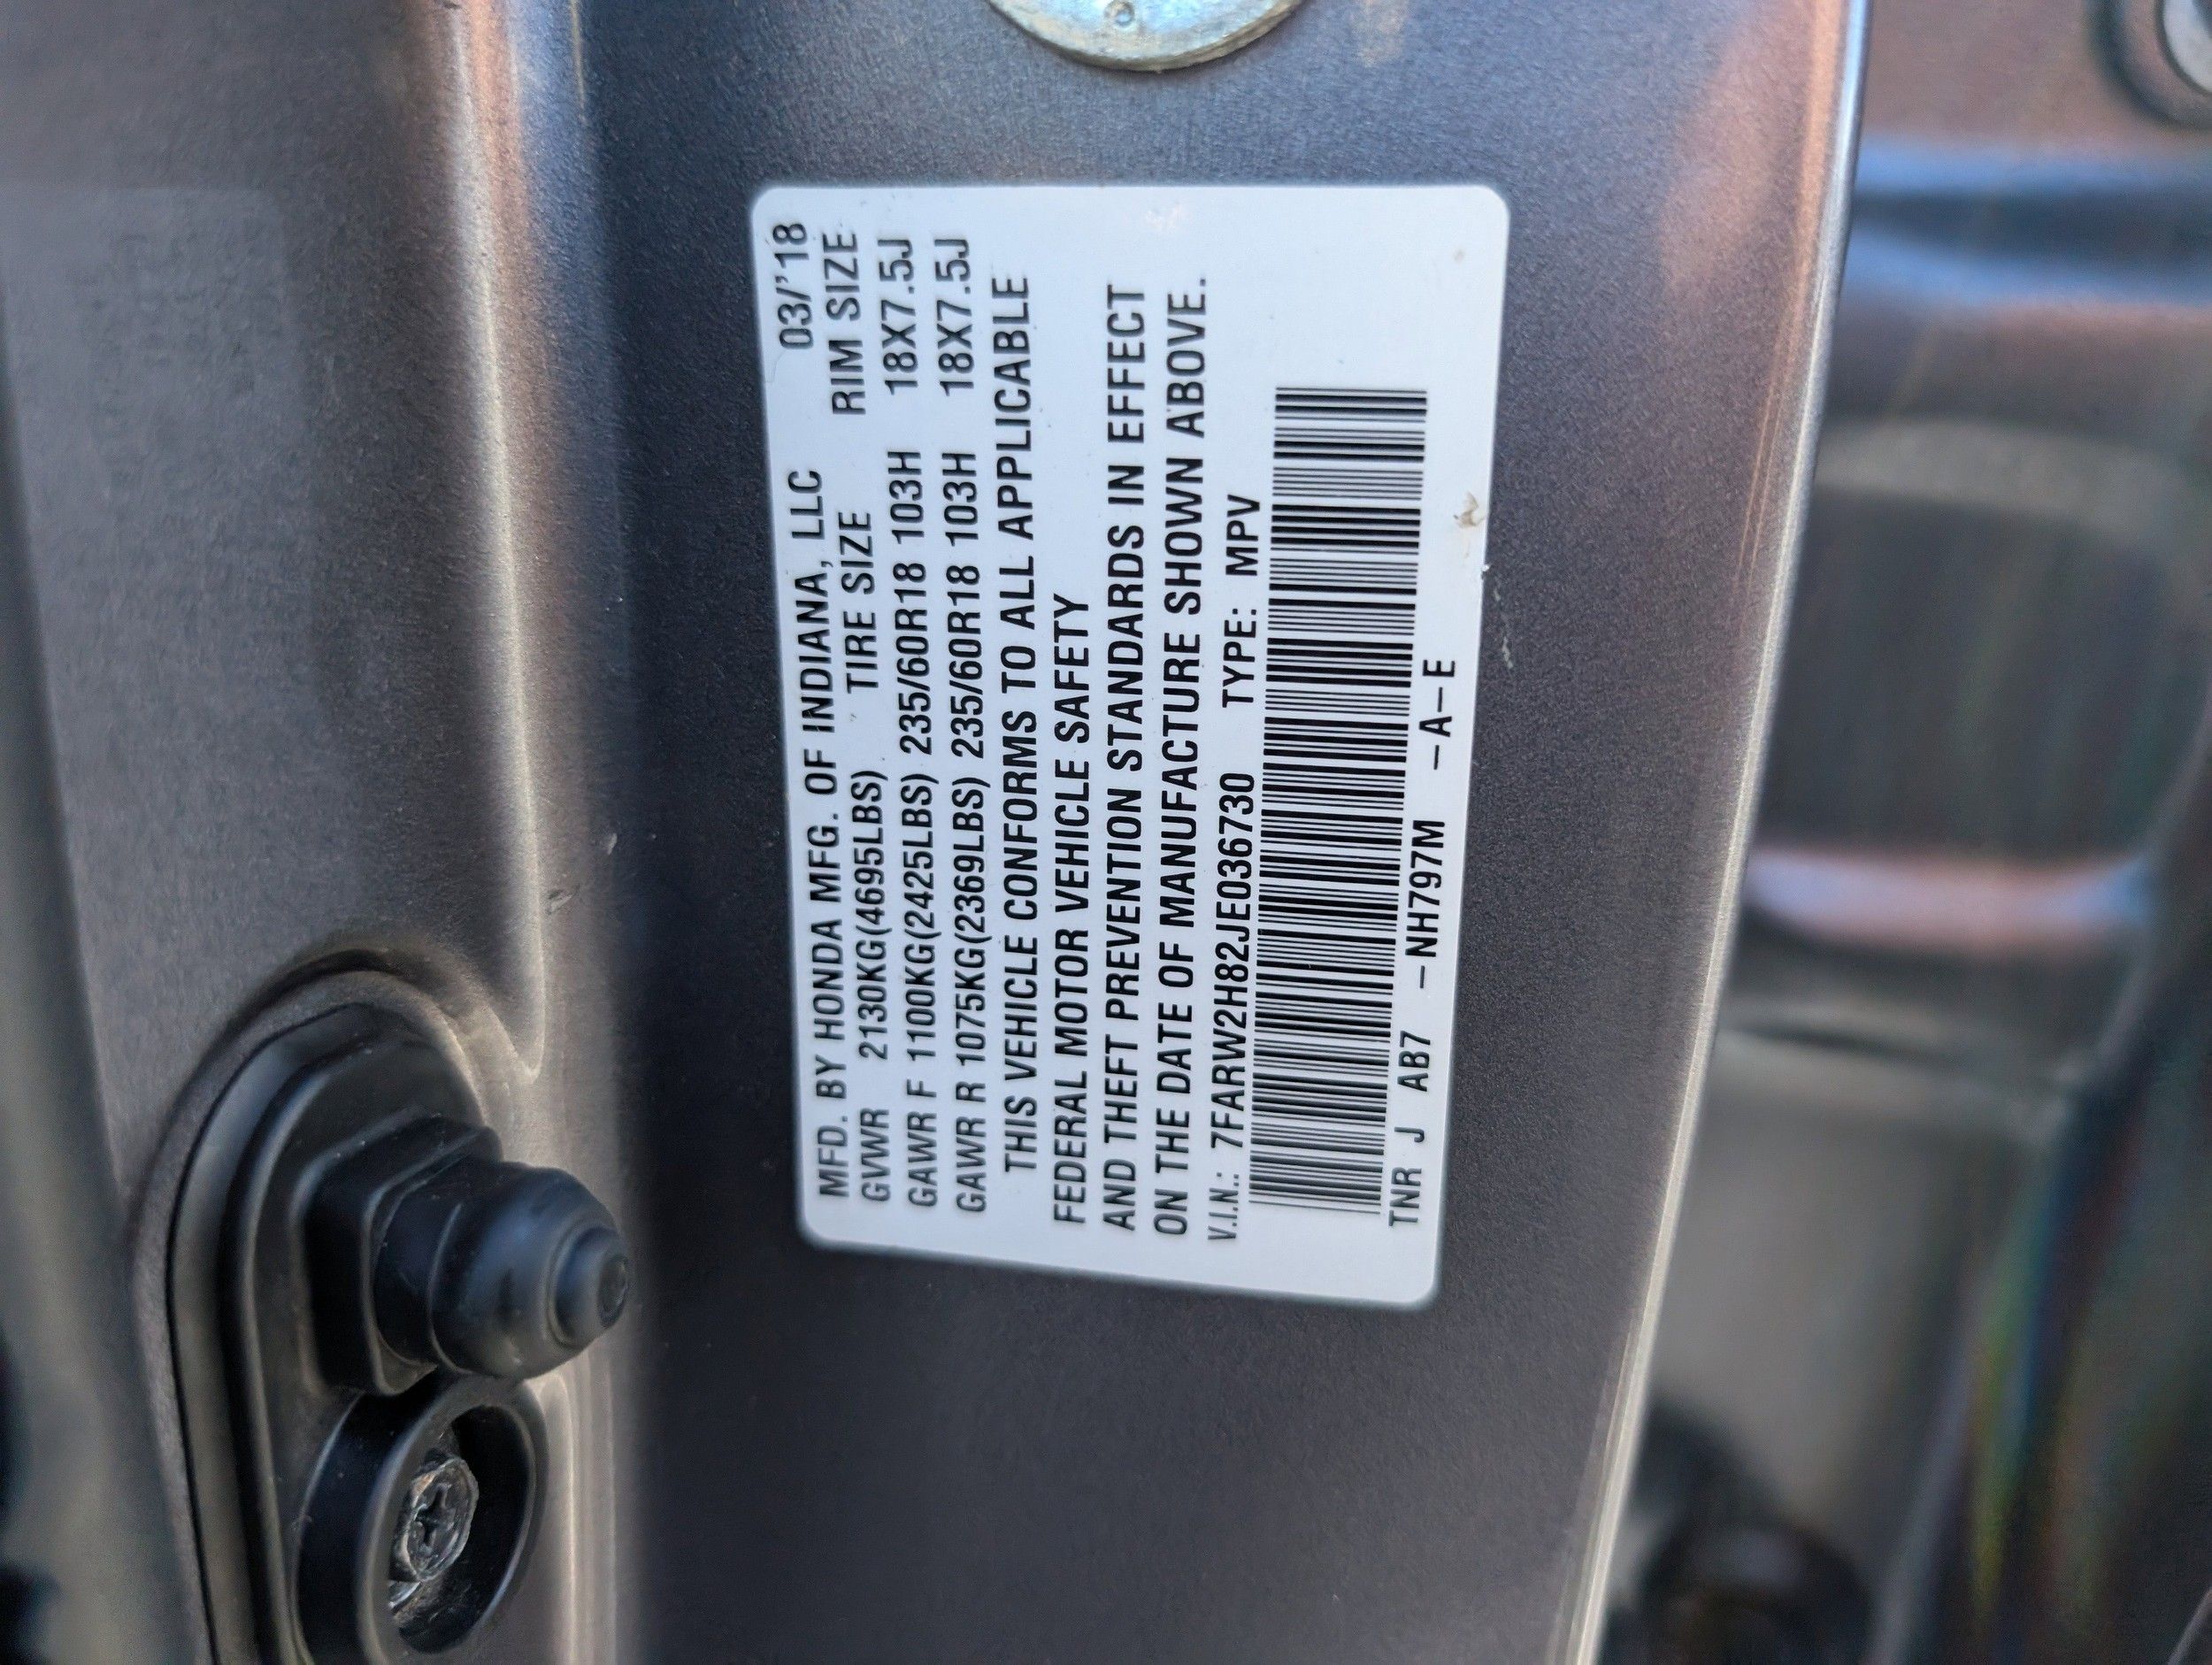 MFD. BY HONDA MFG. OF INDIANA, LLC 03/'18
GVWR 2130KG(4695LBS) TIRE SIZE RIM SIZE
GAWR F 1100KG(2425LBS) 235/60R18 103H 18X7.5J
GAWR R 1075KG(2369LBS) 235/60R18 103H 18X7.5J
THIS VEHICLE CONFORMS TO ALL APPLICABLE
FEDERAL MOTOR VEHICLE SAFETY
AND THEFT PREVENTION STANDARDS IN EFFECT
ON THE DATE OF MANUFACTURE SHOWN ABOVE.
V.I.N.: 7FARW2H82JE036730 TYPE: MPV
TNR J AB7 –NH797M –A–E